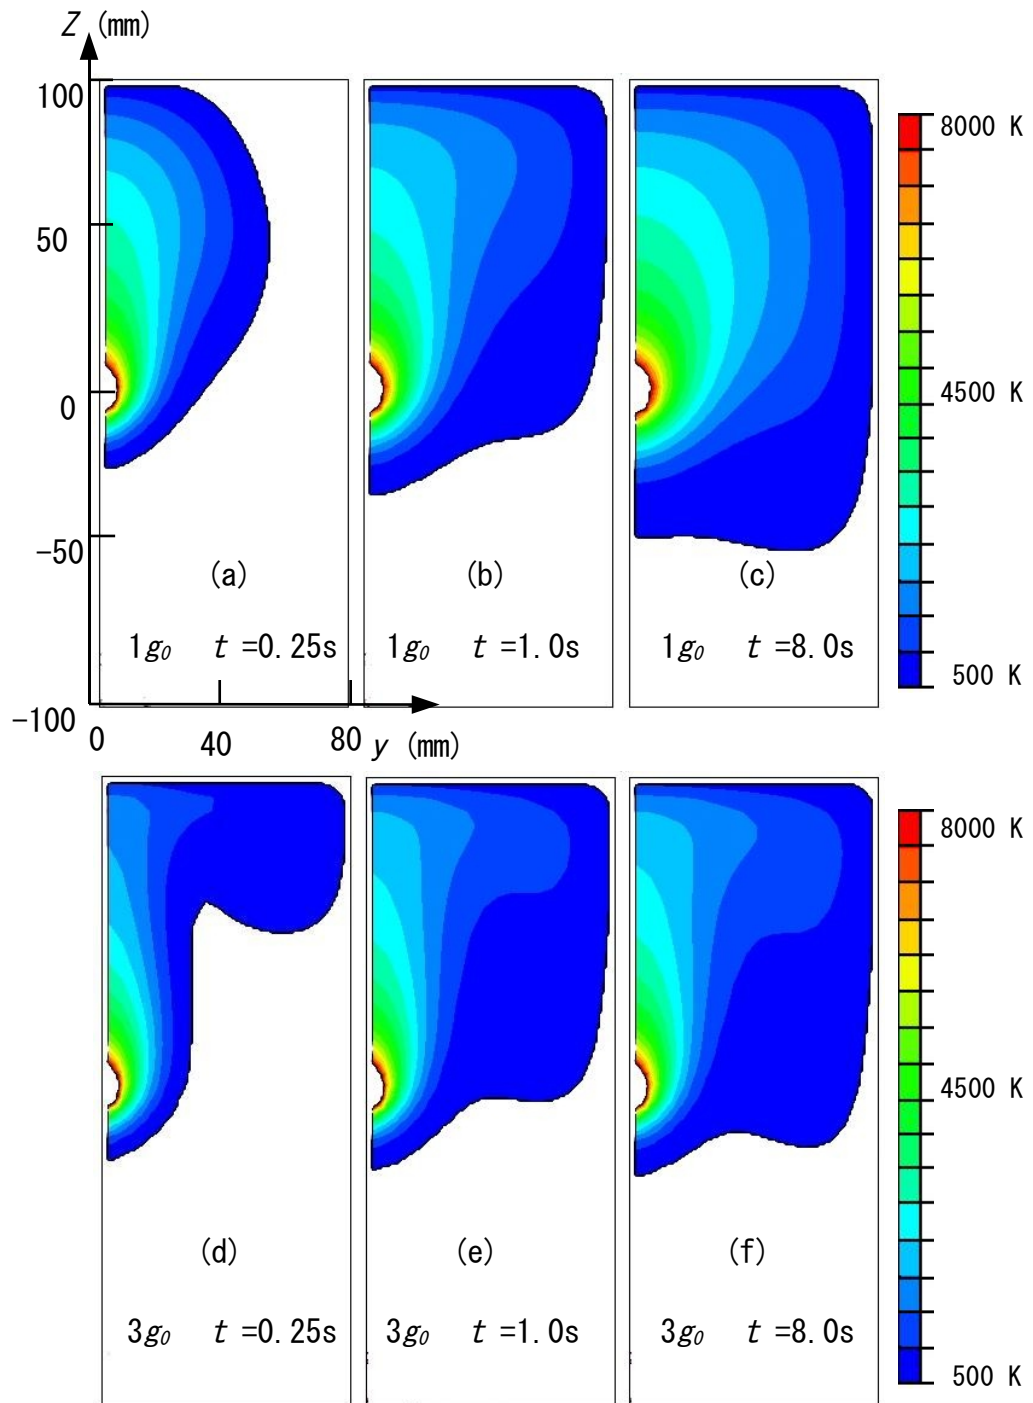 Z (mm)
100
50
0
-50
-100
(a)
1g0 t =0.25s
(b)
1g0 t =1.0s
(c)
1g0 t =8.0s
8000 K
4500 K
500 K
0
40
80
y (mm)
(d)
3g0 t =0.25s
(e)
3g0 t =1.0s
(f)
3g0 t =8.0s
8000 K
4500 K
500 K